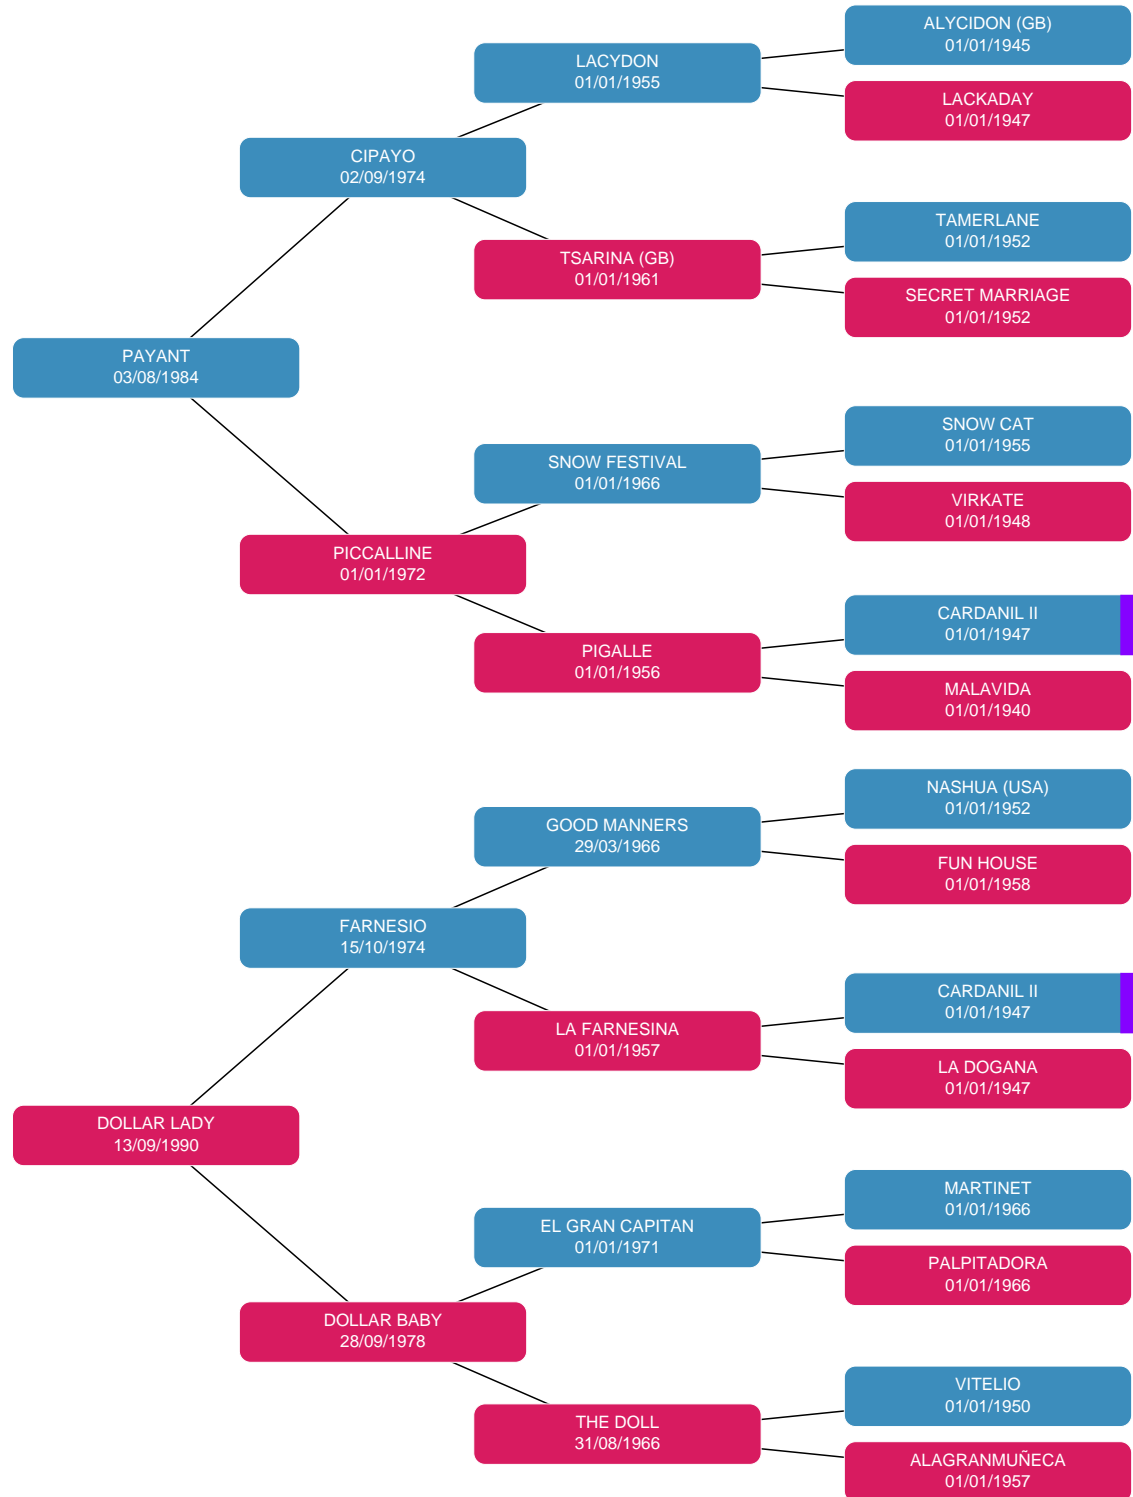 ALYCIDON (GB)
01/01/1945
LACYDON
01/01/1955
LACKADAY
01/01/1947
CIPAYO
02/09/1974
TAMERLANE
01/01/1952
TSARINA (GB)
01/01/1961
SECRET MARRIAGE
01/01/1952
PAYANT
03/08/1984
SNOW CAT
01/01/1955
SNOW FESTIVAL
01/01/1966
VIRKATE
01/01/1948
PICCALLINE
01/01/1972
CARDANIL II
01/01/1947
PIGALLE
01/01/1956
MALAVIDA
01/01/1940
NASHUA (USA)
01/01/1952
GOOD MANNERS
29/03/1966
FUN HOUSE
01/01/1958
FARNESIO
15/10/1974
CARDANIL II
01/01/1947
LA FARNESINA
01/01/1957
LA DOGANA
01/01/1947
DOLLAR LADY
13/09/1990
MARTINET
01/01/1966
EL GRAN CAPITAN
01/01/1971
PALPITADORA
01/01/1966
DOLLAR BABY
28/09/1978
VITELIO
01/01/1950
THE DOLL
31/08/1966
ALAGRANMUÑECA
01/01/1957